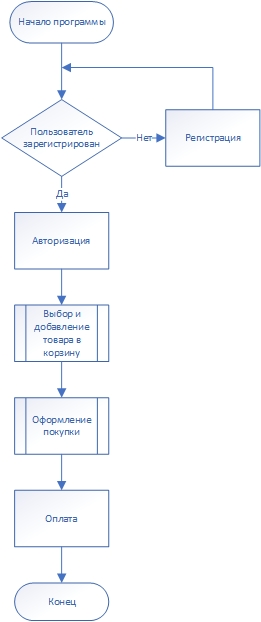 Начало программы
Пользователь
зарегистрирован
Нет
Регистрация
Да
Авторизация
Выбор и
добавление
товара в
корзину
Оформление
покупки
Оплата
Конец